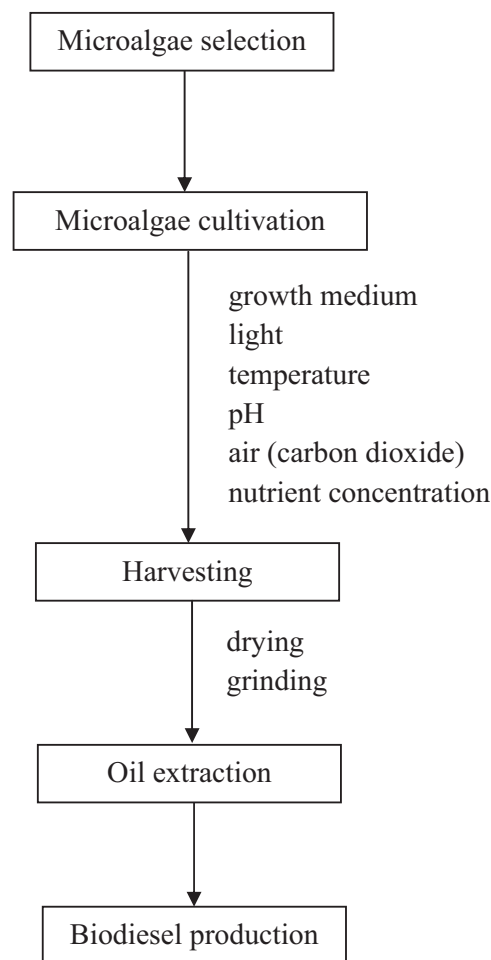 Microalgae selection
Microalgae cultivation
growth medium
light
temperature
pH
air (carbon dioxide)
nutrient concentration
Harvesting
drying
grinding
Oil extraction
Biodiesel production